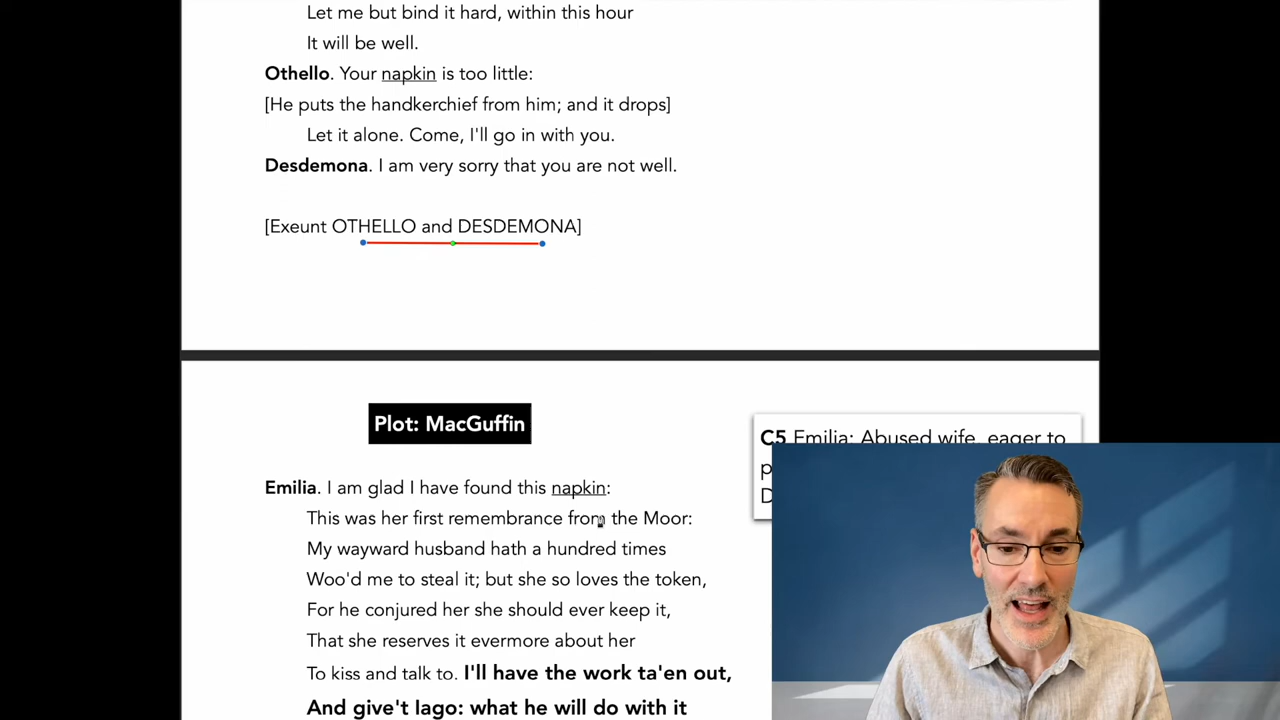 Let me but bind it hard, within this hour
It will be well.
Othello. Your napkin is too little:
[He puts the handkerchief from him; and it drops]
Let it alone. Come, I'll go in with you.
Desdemona. I am very sorry that you are not well.
[Exeunt OTHELLO and DESDEMONA]
Plot: MacGuffin
C5 Emilia: Abused wife, eager to
Emilia. I am glad I have found this napkin:
This was her first remembrance from the Moor:
My wayward husband hath a hundred times
Woo'd me to steal it; but she so loves the token,
For he conjured her she should ever keep it,
That she reserves it evermore about her
To kiss and talk to. I'll have the work ta'en out,
And give't Iago: what he will do with it